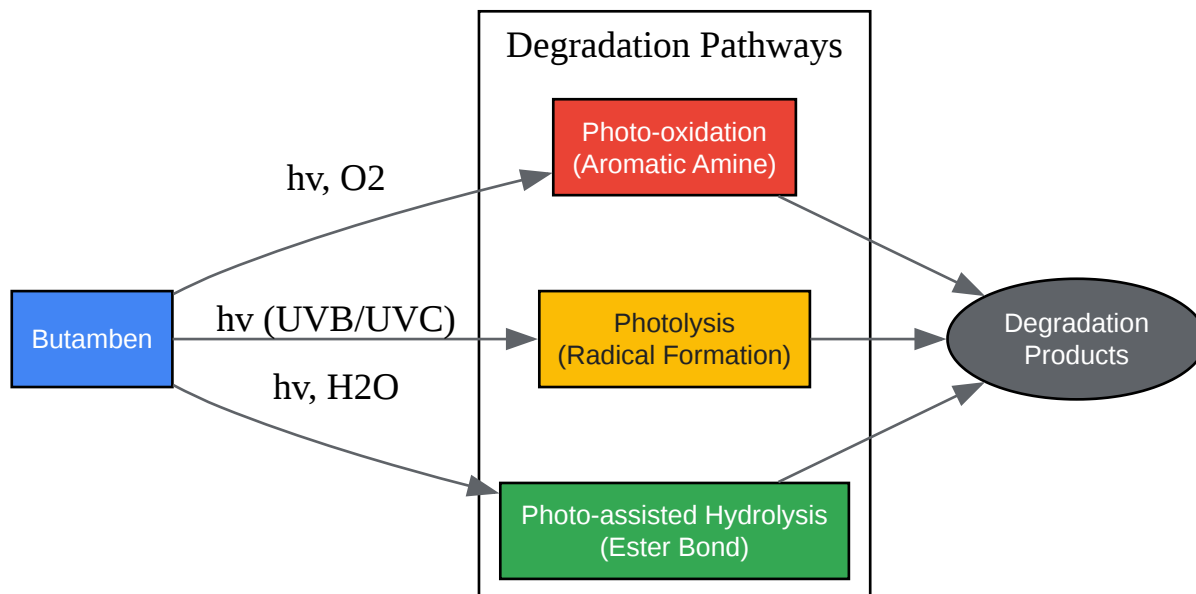 Degradation Pathways
Photo-oxidation
(Aromatic Amine)
hv, O2
Butamben
hv (UVB/UVC)
Photolysis
(Radical Formation)
Degradation
Products
hv, H2O
Photo-assisted Hydrolysis
(Ester Bond)